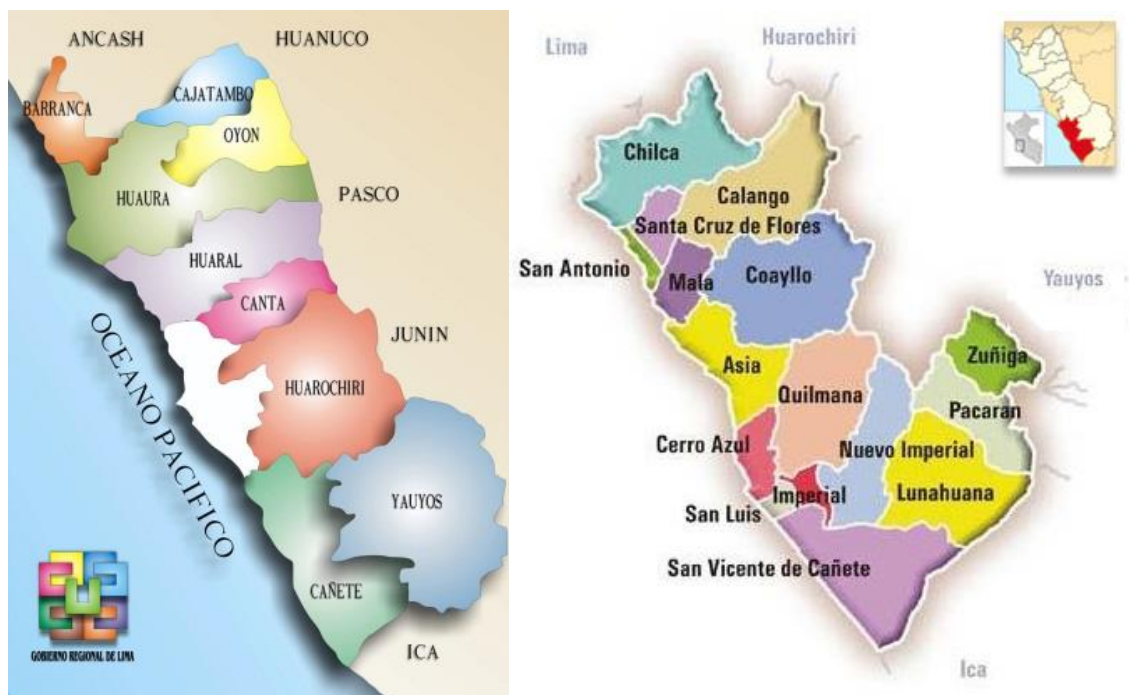 ANCASH
HUANUCO
BARRANCA
CAJATAMBO
OYON
HUAURA
PASCO
HUARAL
CANTA
JUNIN
HUAROCHIRI
OCEANO PACIFICO
YAUYOS
CAÑETE
ICA
GOBIERNO REGIONAL DE LIMA
Lima
Huarochiri
Chilca
Calango
Santa Cruz de Flores
San Antonio
Mala
Coayllo
Yauyos
Zuñiga
Asia
Quilmana
Pacaran
Cerro Azul
Nuevo Imperial
Imperial
Lunahuana
San Luis
San Vicente de Cañete
Ica